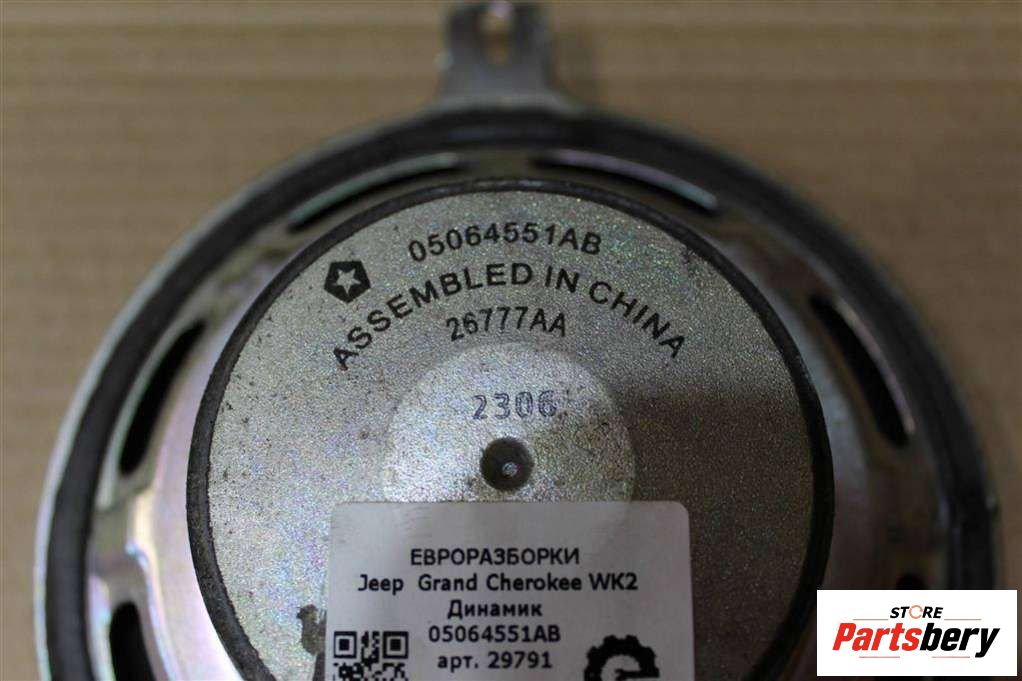 05064551AB
ASSEMBLED IN CHINA
26777AA
2306
ЕВРОРАЗБОРКИ
Jeep Grand Cherokee WK2
Динамик
05064551AB
арт. 29791
STORE
Partsbery